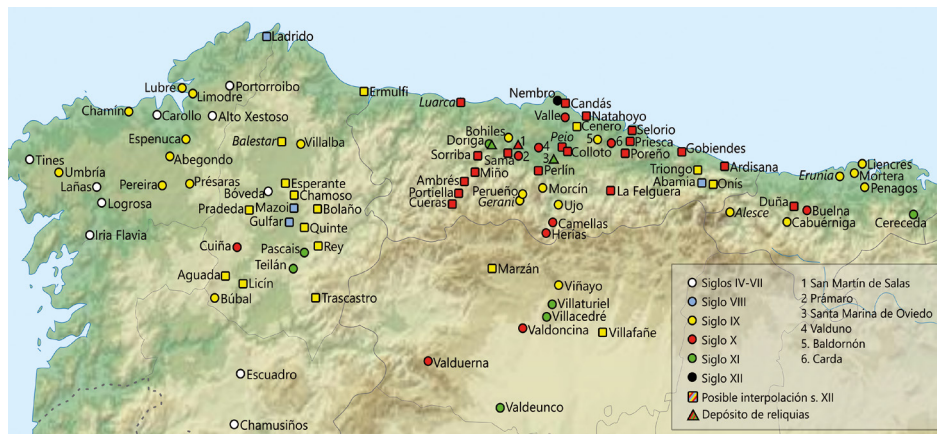 Ladrido
Lubre
Limodre
Portorroibo
Ermulfi
Chamín
Carollo
Alto Xestoso
Luarca
Nembro
Candás
Valle
Natahoyo
Espenuca
Balestar
Villalba
Bohiles
Doriga
1
Peio
Cenero
Selorio
4
5
6
Priesca
Tines
Abegondo
Sorriba
Sama
2
3
Colloto
Poreño
Gobiendes
Umbría
Miño
Perlín
Ardisana
Liencres
Lañas
Pereira
Présaras
Esperante
Ambrés
Triongo
Erunia
Mortera
Bóveda
Chamoso
Portiella
Perueño
Morcín
La Felguera
Abamia
Onis
Penagos
Logrosa
Pradeda
Mazoi
Bolaño
Cueras
Gerani
Ujo
Duña
Buelna
Gulfar
Quinte
Alesce
Cabuérniga
Cereceda
Iria Flavia
Camellas
Herias
Cuiña
Pascais
Rey
Teilán
Aguada
Licín
Marzán
Búbal
Trascastro
Viñayo
Villaturiel
Villacedré
Valdoncina
Villafañe
Valduerna
Escuadro
Valdeunco
Chamusiños
Siglos IV-VII
Siglo VIII
Siglo IX
Siglo X
Siglo XI
Siglo XII
Posible interpolación s. XII
Depósito de reliquias
1 San Martín de Salas
2 Prámaro
3 Santa Marina de Oviedo
4 Valduno
5. Baldornón
6. Carda